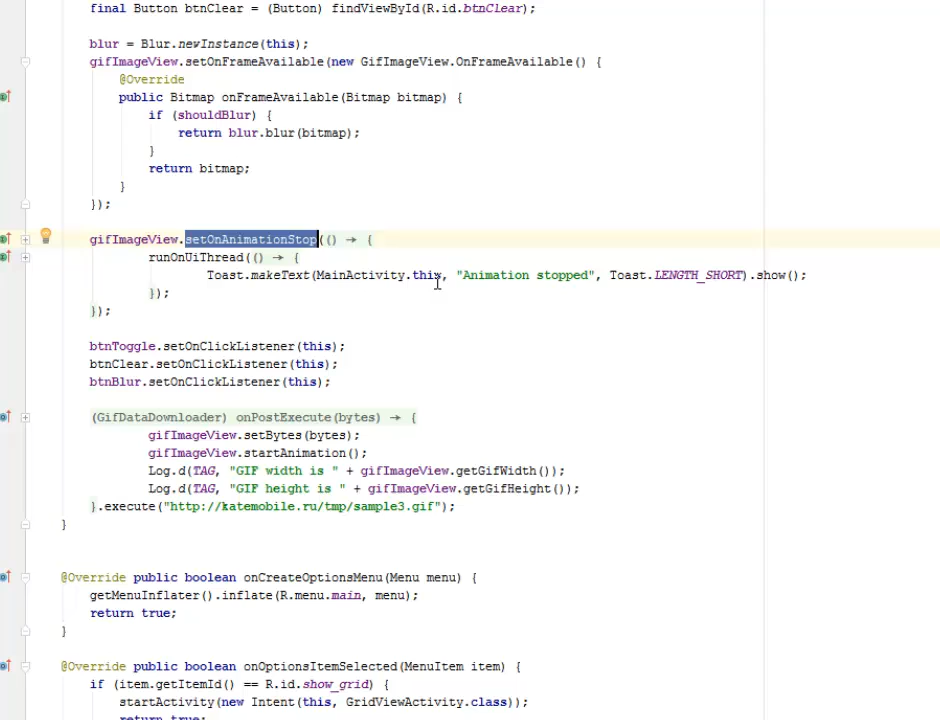 final Button btnClear = (Button) findViewById(R.id.btnClear);
blur = Blur.newInstance(this);
gifImageView.setOnFrameAvailable(new GifImageView.OnFrameAvailable() {
@Override
public Bitmap onFrameAvailable(Bitmap bitmap) {
if (shouldBlur) {
return blur.blur(bitmap);
}
return bitmap;
}
});
gifImageView.setOnAnimationStop(() → {
runOnUiThread(() → {
Toast.makeText(MainActivity.this, "Animation stopped", Toast.LENGTH_SHORT).show();
});
});
btnToggle.setOnClickListener(this);
btnClear.setOnClickListener(this);
btnBlur.setOnClickListener(this);
(GifDataDownloader) onPostExecute(bytes) → {
gifImageView.setBytes(bytes);
gifImageView.startAnimation();
Log.d(TAG, "GIF width is " + gifImageView.getGifWidth());
Log.d(TAG, "GIF height is " + gifImageView.getGifHeight());
}.execute("http://katemobile.ru/tmp/sample3.gif");
}
@Override public boolean onCreateOptionsMenu(Menu menu) {
getMenuInflater().inflate(R.menu.main, menu);
return true;
}
@Override public boolean onOptionsItemSelected(MenuItem item) {
if (item.getItemId() == R.id.show_grid) {
startActivity(new Intent(this, GridViewActivity.class));
return true;